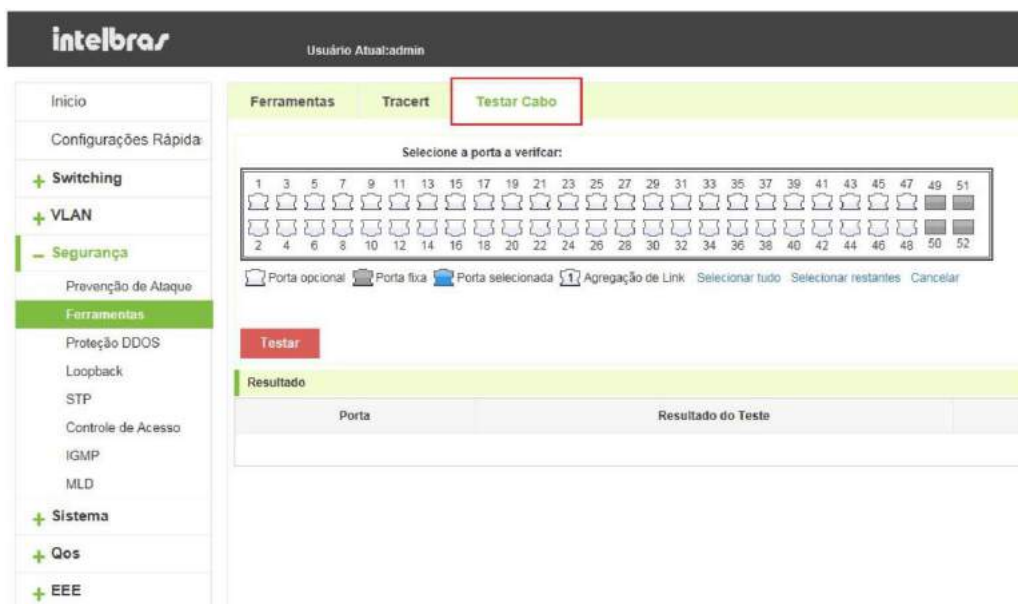 intelbras
Usuário Atual:admin
Inicio
Configurações Rápida
+ Switching
+ VLAN
– Segurança
Prevenção de Ataque
Ferramentas
Proteção DDOS
Loopback
STP
Controle de Acesso
IGMP
MLD
+ Sistema
+ Qos
+ EEE
Ferramentas Tracert Testar Cabo
Selecione a porta a verifcar:
1 3 5 7 9 11 13 15 17 19 21 23 25 27 29 31 33 35 37 39 41 43 45 47 49 51
2 4 6 8 10 12 14 16 18 20 22 24 26 28 30 32 34 36 38 40 42 44 46 48 50 52
Porta opcional Porta fixa Porta selecionada 1 Agregação de Link Selecionar tudo Selecionar restantes Cancelar
Testar
Resultado
Porta Resultado do Teste